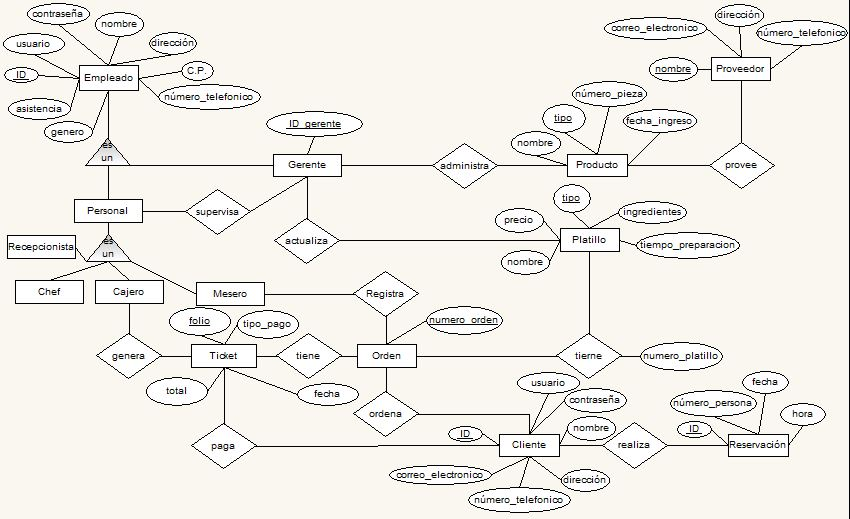 contraseña
nombre
usuario
dirección
ID
Empleado
C.P.
asistencia
número_telefonico
genero
correo_electronico
dirección
número_telefonico
nombre
Proveedor
ID_gerente
número_pieza
tipo
fecha_ingreso
nombre
es
un
Gerente
administra
Producto
provee
Personal
supervisa
tipo
precio
ingredientes
actualiza
Platillo
tiempo_preparacion
nombre
Recepcionista
es
un
Chef
Cajero
Mesero
Registra
folio
tipo_pago
numero_orden
genera
Ticket
tiene
Orden
tierne
numero_platillo
total
fecha
ordena
usuario
contraseña
nombre
fecha
número_persona
hora
ID
ID
paga
Cliente
realiza
Reservación
correo_electronico
dirección
número_telefonico